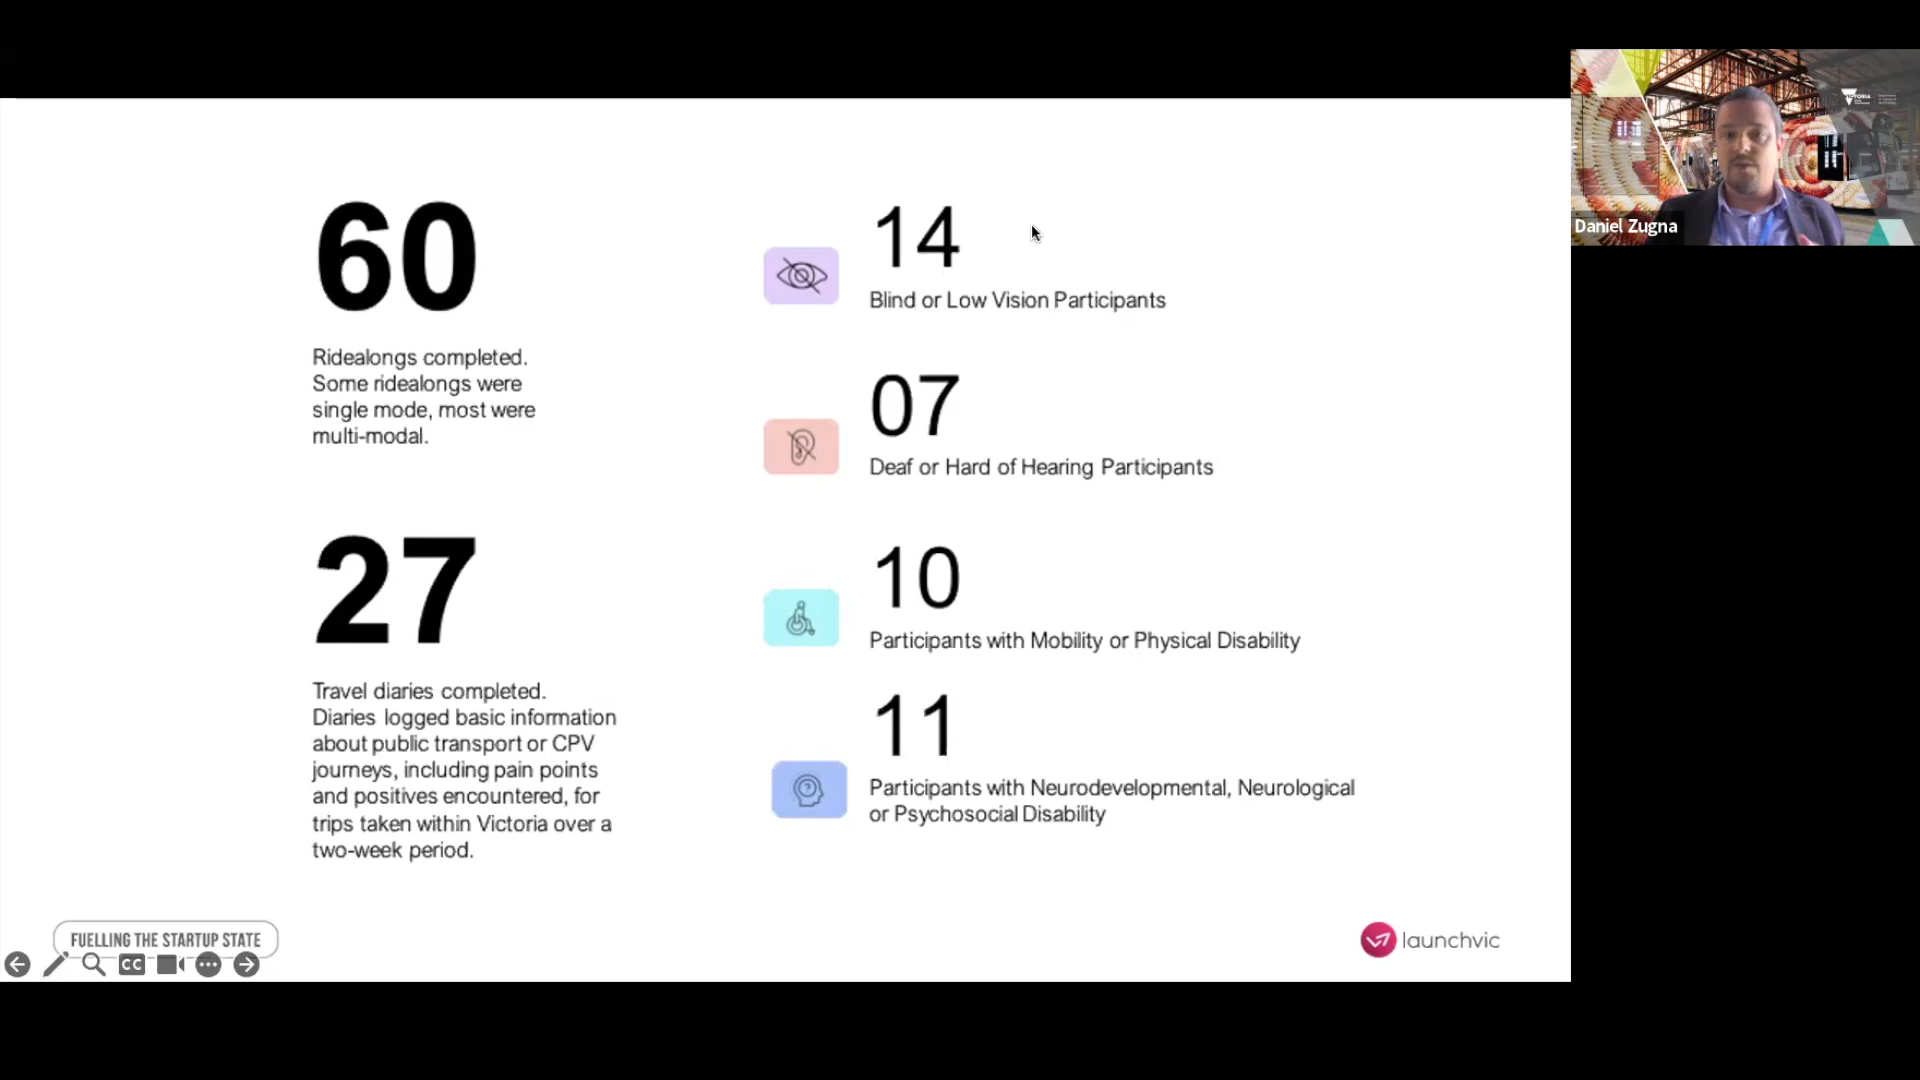 60
Ridealongs completed.
Some ridealongs were
single mode, most were
multi-modal.
27
Travel diaries completed.
Diaries logged basic information
about public transport or CPV
journeys, including pain points
and positives encountered, for
trips taken within Victoria over a
two-week period.
14
Blind or Low Vision Participants
07
Deaf or Hard of Hearing Participants
10
Participants with Mobility or Physical Disability
11
Participants with Neurodevelopmental, Neurological
or Psychosocial Disability
FUELLING THE STARTUP STATE
CC
launchvic
Daniel Zugna